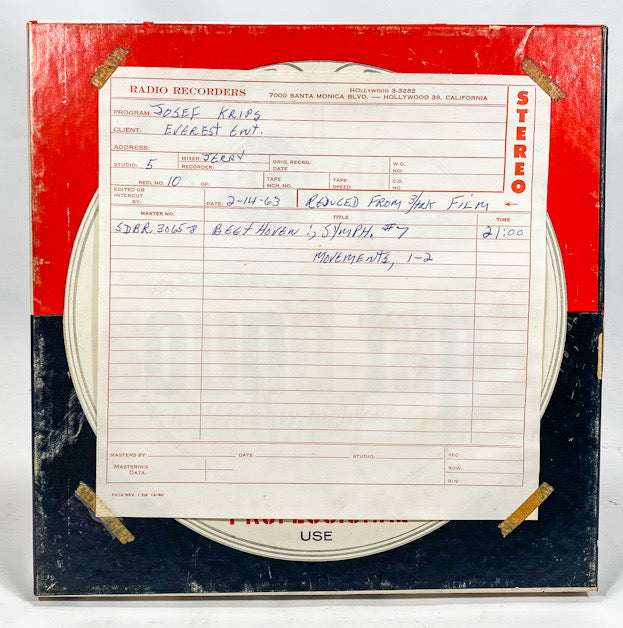 RADIO RECORDERS
HOLLYWOOD 3-3282
7000 SANTA MONICA BLVD. — HOLLYWOOD 38, CALIFORNIA
STEREO
PROGRAM: JOSEF KRIPS
CLIENT: EVEREST ENT.
ADDRESS:
STUDIO: 5 MIXER: JERRY RECORDER: ORIG. RECRD. DATE W.O. NO:
REEL NO. 10 OF: TAPE MCH. NO. TAPE SPEED C.O. NO:
EDITED OR INTERCUT BY: DATE: 2-14-63 REDUCED FROM 3/TRK FILM ←
MASTER NO. TITLE TIME
SDBR 3065-8 BEETHOVEN:, SYMPH. #7 21:00
MOVEMENTS, 1-2
MASTERS BY: DATE: STUDIO: SEC:
MASTERING DATA: ROW:
BIN:
USE